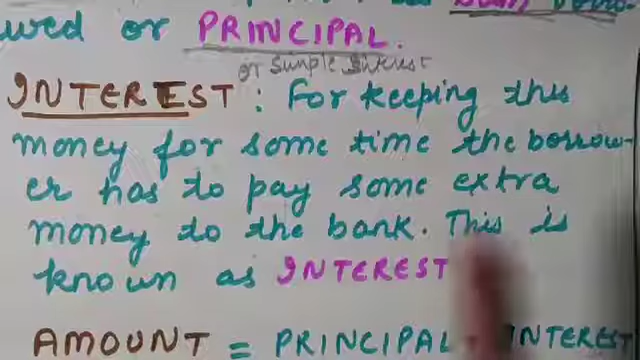 wed or PRINCIPAL.
or Simple Interest
INTEREST: For keeping this
money for some time the borrow-
er has to pay some extra
money to the bank. This is
known as INTEREST
AMOUNT = PRINCIPAL INTEREST